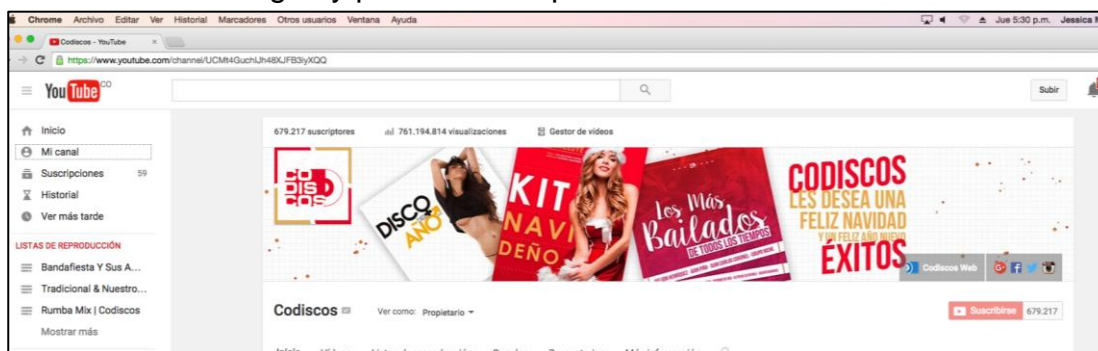 Chrome Archivo Editar Ver Historial Marcadores Otros usuarios Ventana Ayuda Jue 5:30 p.m. Jessica
Codiscos - YouTube
https://www.youtube.com/channel/UCMt4GuchIJh48XJFB3iyXQQ
YouTube CO
Subir
Inicio
Mi canal
Suscripciones 59
Historial
Ver más tarde
LISTAS DE REPRODUCCIÓN
Bandafiesta Y Sus A...
Tradicional & Nuestro...
Rumba Mix | Codiscos
Mostrar más
679.217 suscriptores 761.194.814 visualizaciones Gestor de vídeos
CO
DIS
COS
DISCO
AÑO
KIT
NAVI
DEÑO
Los Más
Bailados
DE TODOS LOS TIEMPOS
CODISCOS
LES DESEA UNA
FELIZ NAVIDAD
Y UN FELIZ AÑO NUEVO
ÉXITOS
Codiscos Web
Codiscos Ver como: Propietario
Suscribirse 679.217